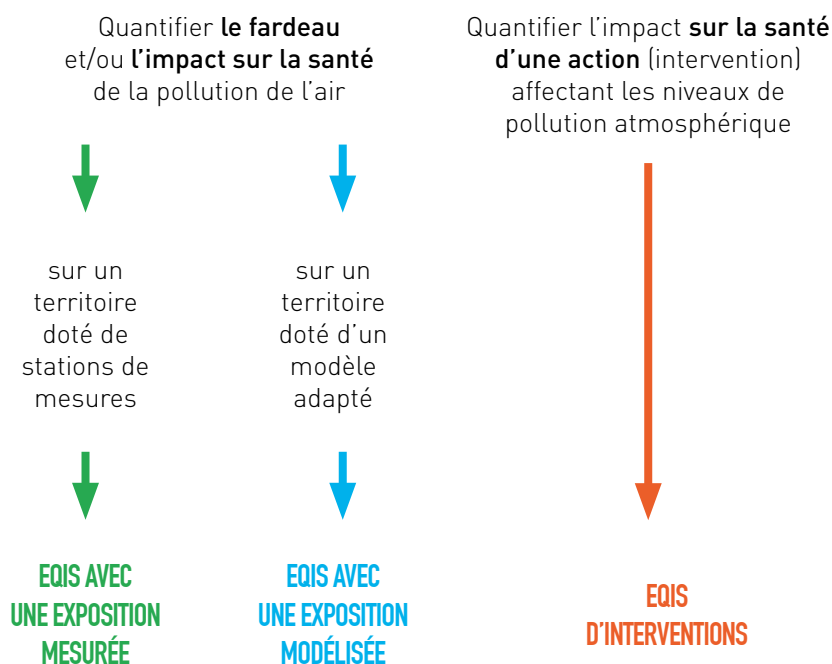 Quantifier le fardeau
et/ou l’impact sur la santé
de la pollution de l’air
Quantifier l’impact sur la santé
d’une action (intervention)
affectant les niveaux de
pollution atmosphérique
sur un
territoire
doté de
stations de
mesures
sur un
territoire
doté d’un
modèle
adapté
EQIS AVEC
UNE EXPOSITION
MESURÉE
EQIS AVEC
UNE EXPOSITION
MODÉLISÉE
EQIS
D’INTERVENTIONS